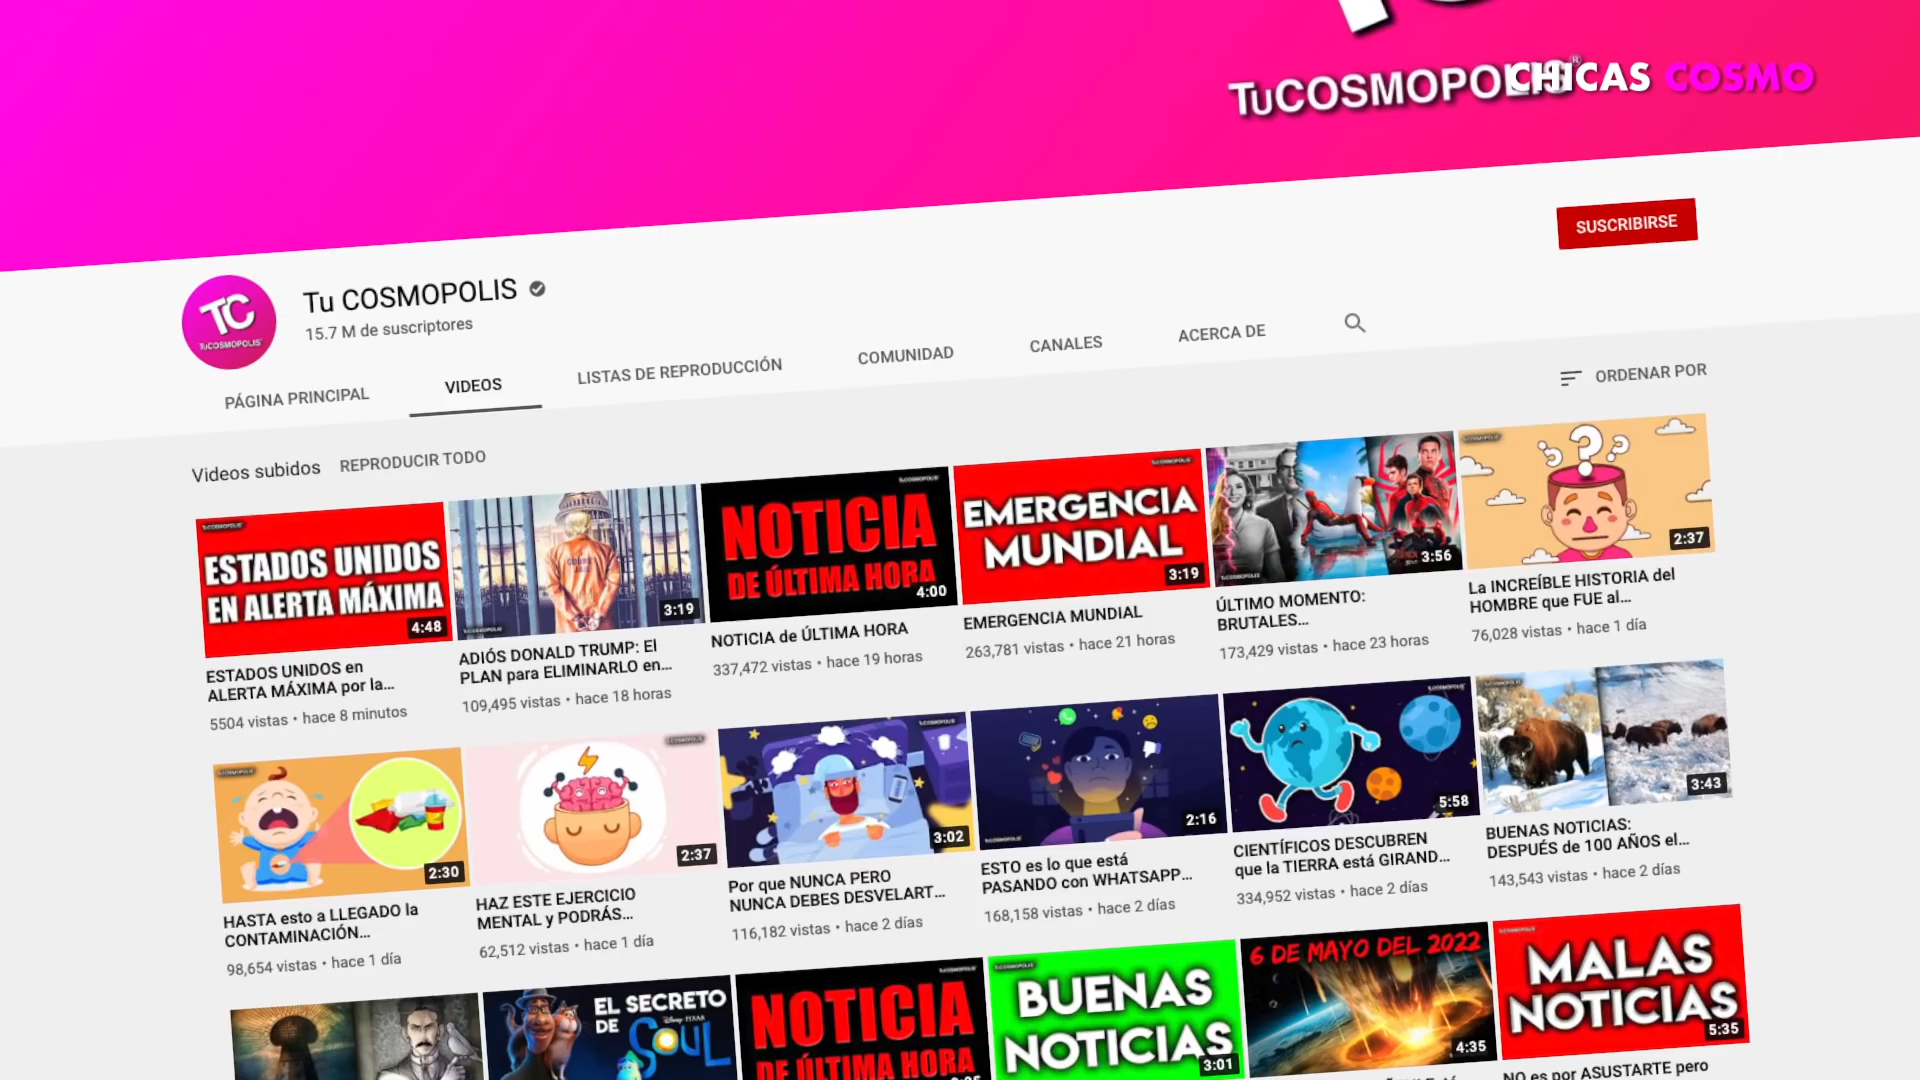 TuCOSMOPOLIS®
CHICAS COSMO
SUSCRIBIRSE
TC
TuCOSMOPOLIS
Tu COSMOPOLIS
15.7 M de suscriptores
PÁGINA PRINCIPAL
VIDEOS
LISTAS DE REPRODUCCIÓN
COMUNIDAD
CANALES
ACERCA DE
ORDENAR POR
Videos subidos
REPRODUCIR TODO
ESTADOS UNIDOS
EN ALERTA MÁXIMA
4:48
ESTADOS UNIDOS en
ALERTA MÁXIMA por la...
5504 vistas • hace 8 minutos
3:19
ADIÓS DONALD TRUMP: El
PLAN para ELIMINARLO en...
109,495 vistas • hace 18 horas
NOTICIA
DE ÚLTIMA HORA
4:00
NOTICIA de ÚLTIMA HORA
337,472 vistas • hace 19 horas
EMERGENCIA
MUNDIAL
3:19
EMERGENCIA MUNDIAL
263,781 vistas • hace 21 horas
3:56
ÚLTIMO MOMENTO:
BRUTALES...
173,429 vistas • hace 23 horas
???
2:37
La INCREÍBLE HISTORIA del
HOMBRE que FUE al...
76,028 vistas • hace 1 día
2:30
HASTA esto a LLEGADO la
CONTAMINACIÓN...
98,654 vistas • hace 1 día
2:37
HAZ ESTE EJERCICIO
MENTAL y PODRÁS...
62,512 vistas • hace 1 día
3:02
Por que NUNCA PERO
NUNCA DEBES DESVELART...
116,182 vistas • hace 2 días
2:16
ESTO es lo que está
PASANDO con WHATSAPP...
168,158 vistas • hace 2 días
5:58
CIENTÍFICOS DESCUBREN
que la TIERRA está GIRAND...
334,952 vistas • hace 2 días
3:43
BUENAS NOTICIAS:
DESPUÉS de 100 AÑOS el...
143,543 vistas • hace 2 días
EL SECRETO
DE Disney PIXAR
SOUL
NOTICIA
DE ÚLTIMA HORA
BUENAS
NOTICIAS
3:01
6 DE MAYO DEL 2022
4:35
MALAS
NOTICIAS
5:35
NO es por ASUSTARTE pero